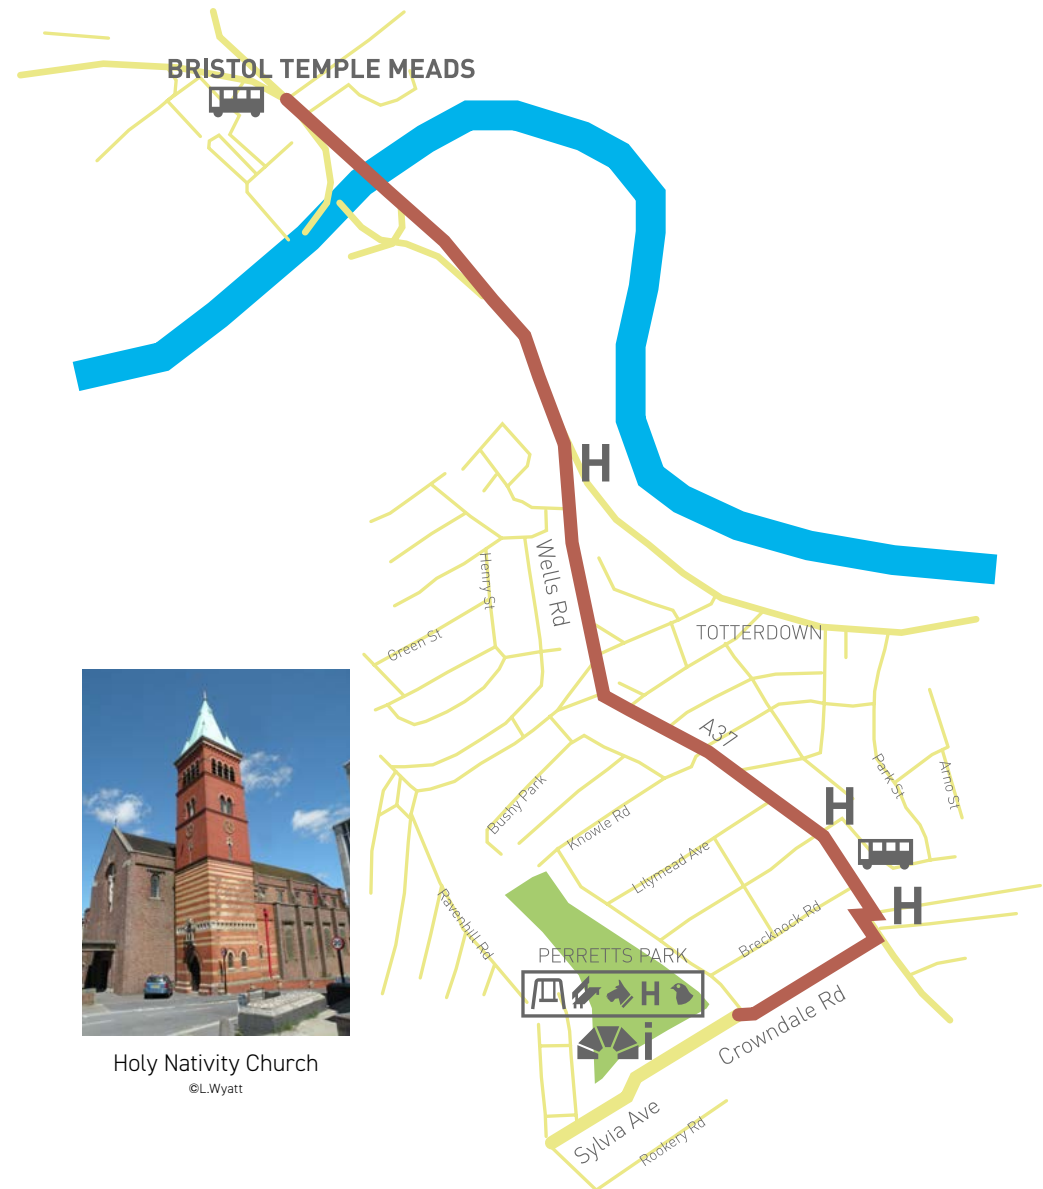 BRISTOL TEMPLE MEADS
H
Wells Rd
Henry St
Green St
TOTTERDOWN
A37
Park St
Arno St
H
Bushy Park
Knowle Rd
Lilymead Ave
H
Brecknock Rd
Ravenhill Rd
PERRETTS PARK
H
i
Crowndale Rd
Sylvia Ave
Rookery Rd
Holy Nativity Church
©L.Wyatt